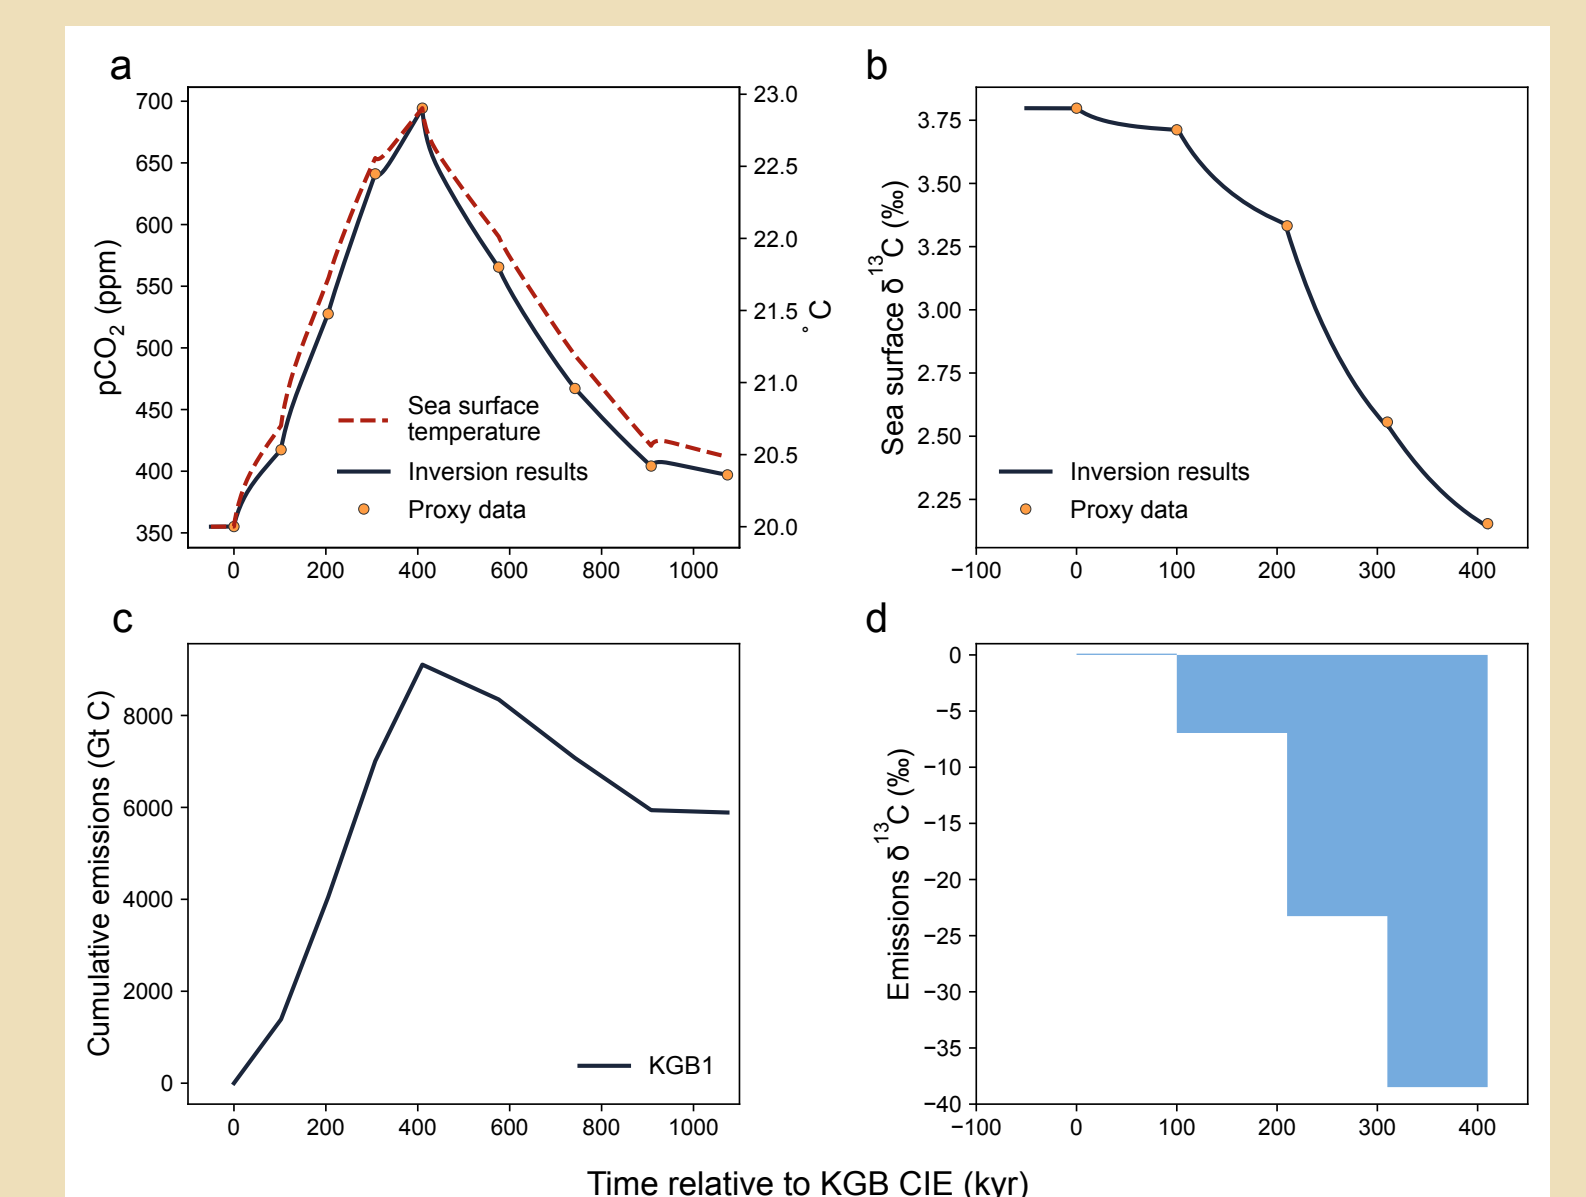 a
700
650
600
550
500
450
400
350
pCO2 (ppm)
23.0
22.5
22.0
21.5
21.0
20.5
20.0
°C
Sea surface
temperature
Inversion results
Proxy data
0 200 400 600 800 1000
b
3.75
3.50
3.25
3.00
2.75
2.50
2.25
Sea surface δ13C (‰)
Inversion results
Proxy data
−100 0 100 200 300 400
c
8000
6000
4000
2000
0
Cumulative emissions (Gt C)
KGB1
0 200 400 600 800 1000
d
0
−5
−10
−15
−20
−25
−30
−35
−40
Emissions δ13C (‰)
−100 0 100 200 300 400
Time relative to KGB CIE (kyr)